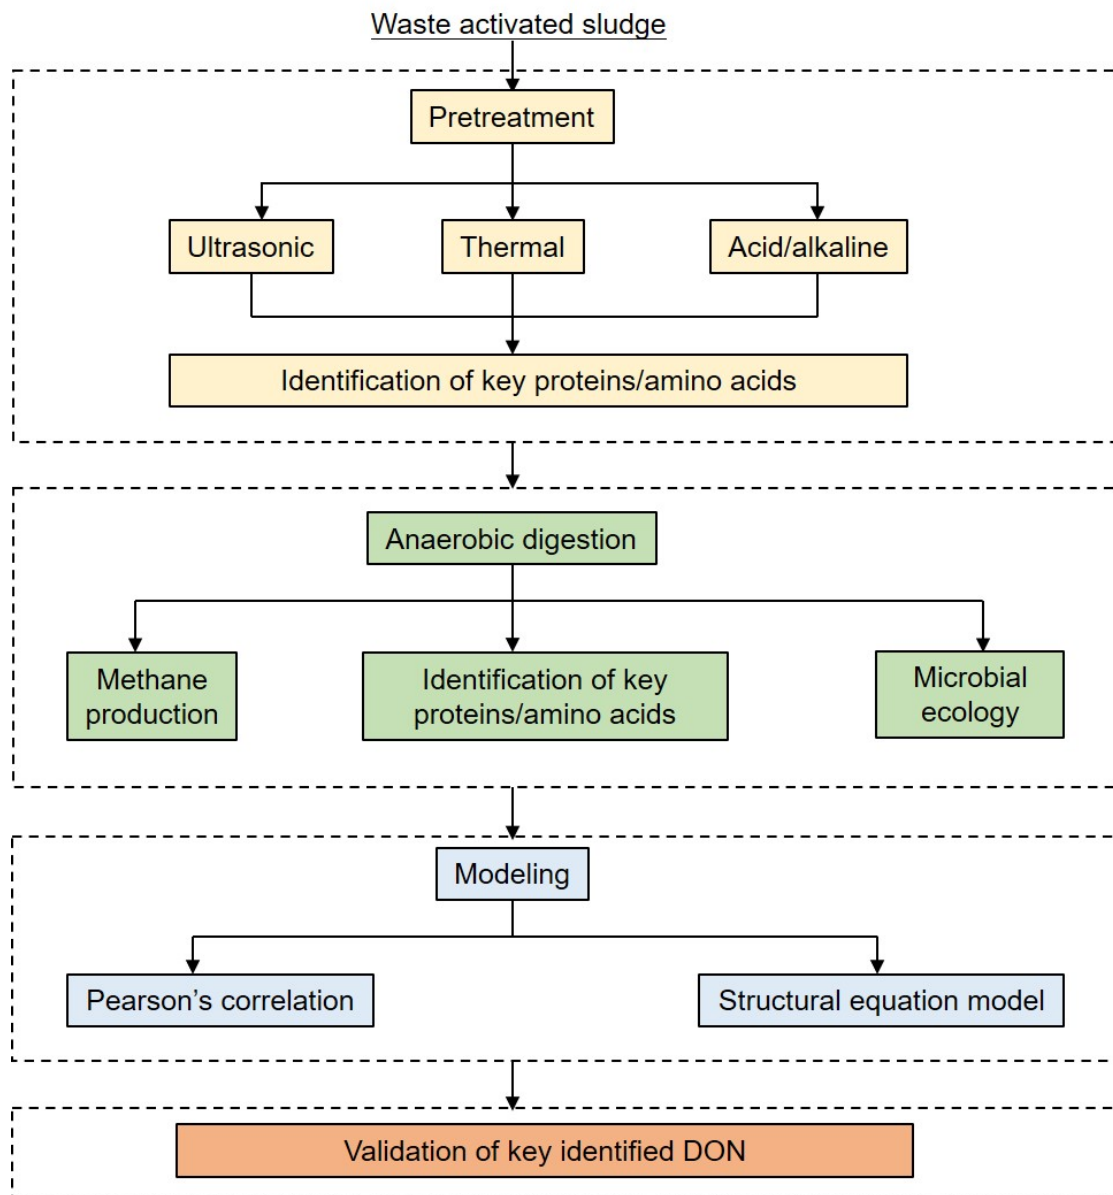 Waste activated sludge
Pretreatment
Ultrasonic
Thermal
Acid/alkaline
Identification of key proteins/amino acids
Anaerobic digestion
Methane
production
Identification of key
proteins/amino acids
Microbial
ecology
Modeling
Pearson’s correlation
Structural equation model
Validation of key identified DON